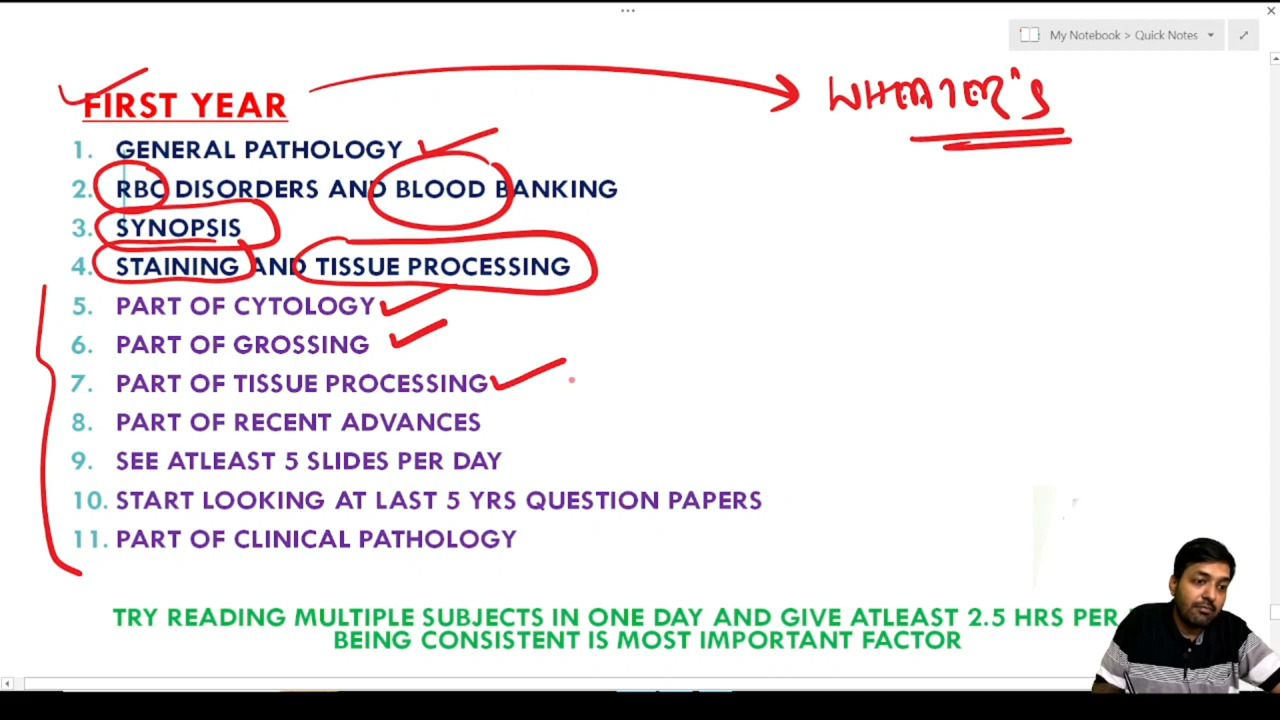 My Notebook > Quick Notes
FIRST YEAR
WHEATER'S
1. GENERAL PATHOLOGY
2. RBC DISORDERS AND BLOOD BANKING
3. SYNOPSIS
4. STAINING AND TISSUE PROCESSING
5. PART OF CYTOLOGY
6. PART OF GROSSING
7. PART OF TISSUE PROCESSING
8. PART OF RECENT ADVANCES
9. SEE ATLEAST 5 SLIDES PER DAY
10. START LOOKING AT LAST 5 YRS QUESTION PAPERS
11. PART OF CLINICAL PATHOLOGY
TRY READING MULTIPLE SUBJECTS IN ONE DAY AND GIVE ATLEAST 2.5 HRS PER
BEING CONSISTENT IS MOST IMPORTANT FACTOR